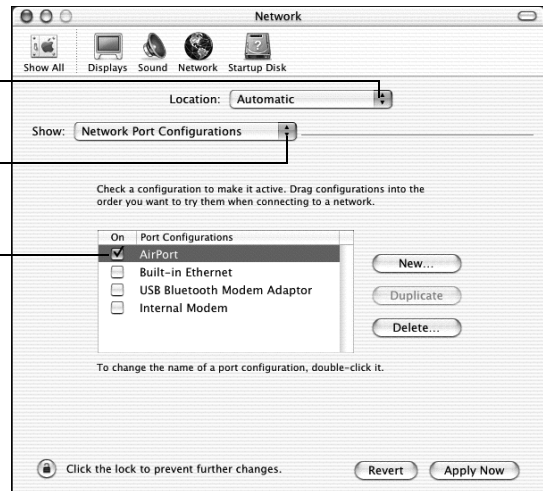 Network
Show All Displays Sound Network Startup Disk
Location: Automatic
Show: Network Port Configurations
Check a configuration to make it active. Drag configurations into the
order you want to try them when connecting to a network.
On Port Configurations
AirPort
Built-in Ethernet
USB Bluetooth Modem Adaptor
Internal Modem
New...
Duplicate
Delete...
To change the name of a port configuration, double-click it.
Click the lock to prevent further changes.
Revert Apply Now